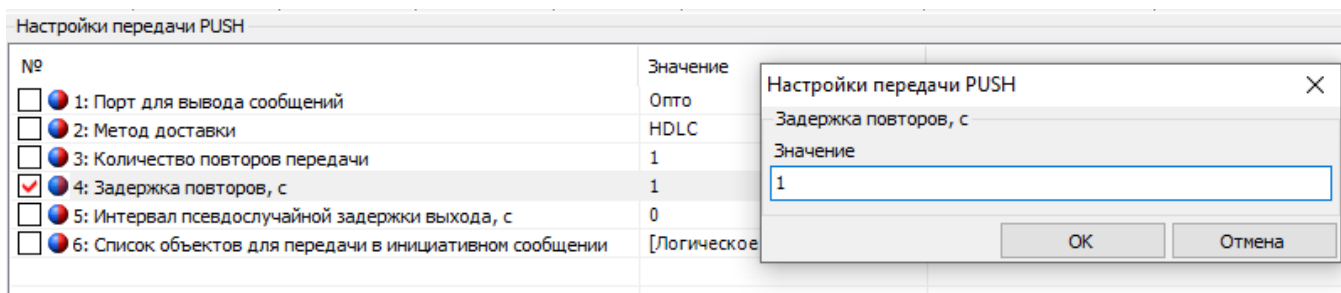 Настройки передачи PUSH
№ Значение
1: Порт для вывода сообщений Опто
2: Метод доставки HDLC
3: Количество повторов передачи 1
4: Задержка повторов, с 1
5: Интервал псевдослучайной задержки выхода, с 0
6: Список объектов для передачи в инициативном сообщении [Логическое
Настройки передачи PUSH
Задержка повторов, с
Значение
1
OK Отмена